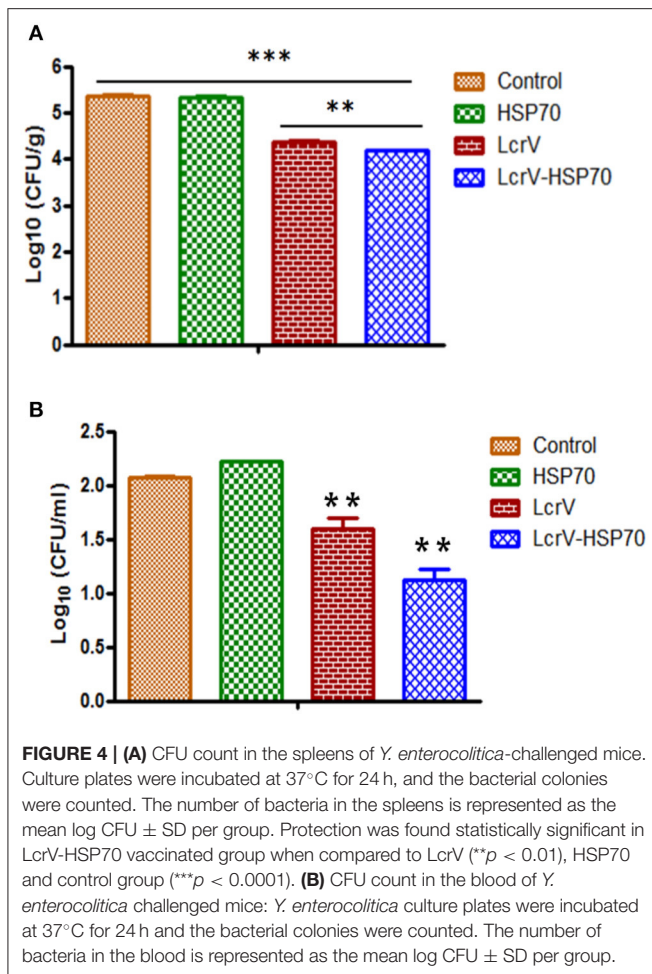 A
***
**
Log10 (CFU/g)
6
5
4
3
2
1
0
Control
HSP70
LcrV
LcrV-HSP70
B
Log10 (CFU/ml)
2.5
2.0
1.5
1.0
0.5
0.0
**
**
Control
HSP70
LcrV
LcrV-HSP70
FIGURE 4 | (A) CFU count in the spleens of Y. enterocolitica-challenged mice.
Culture plates were incubated at 37°C for 24 h, and the bacterial colonies
were counted. The number of bacteria in the spleens is represented as the
mean log CFU ± SD per group. Protection was found statistically significant in
LcrV-HSP70 vaccinated group when compared to LcrV (**p < 0.01), HSP70
and control group (***p < 0.0001). (B) CFU count in the blood of Y.
enterocolitica challenged mice: Y. enterocolitica culture plates were incubated
at 37°C for 24 h and the bacterial colonies were counted. The number of
bacteria in the blood is represented as the mean log CFU ± SD per group.